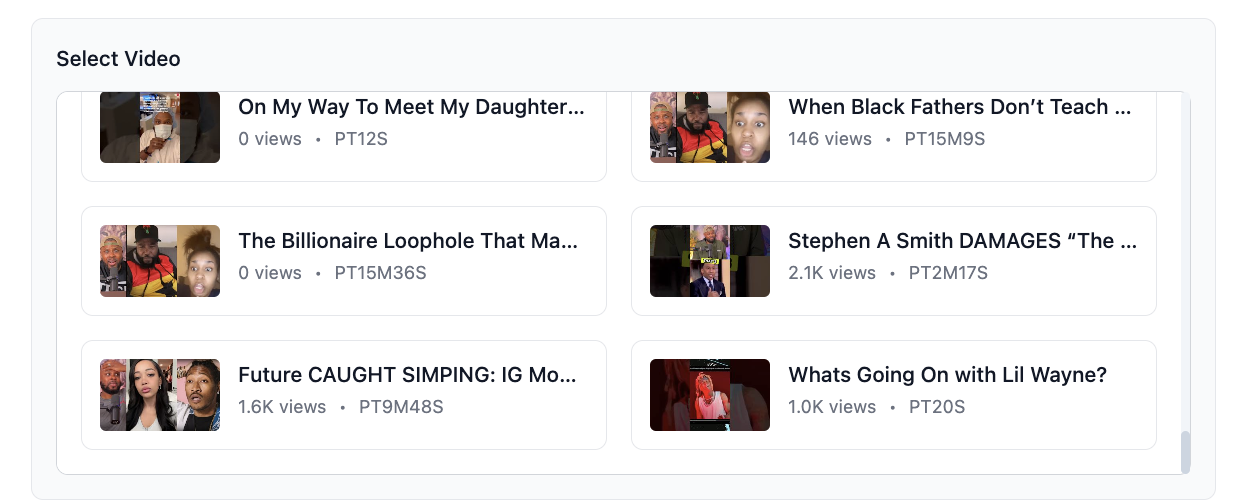 Select Video
On My Way To Meet My Daughter...
0 views • PT12S
When Black Fathers Don’t Teach ...
146 views • PT15M9S
The Billionaire Loophole That Ma...
0 views • PT15M36S
Stephen A Smith DAMAGES “The ...
2.1K views • PT2M17S
Future CAUGHT SIMPING: IG Mo...
1.6K views • PT9M48S
Whats Going On with Lil Wayne?
1.0K views • PT20S